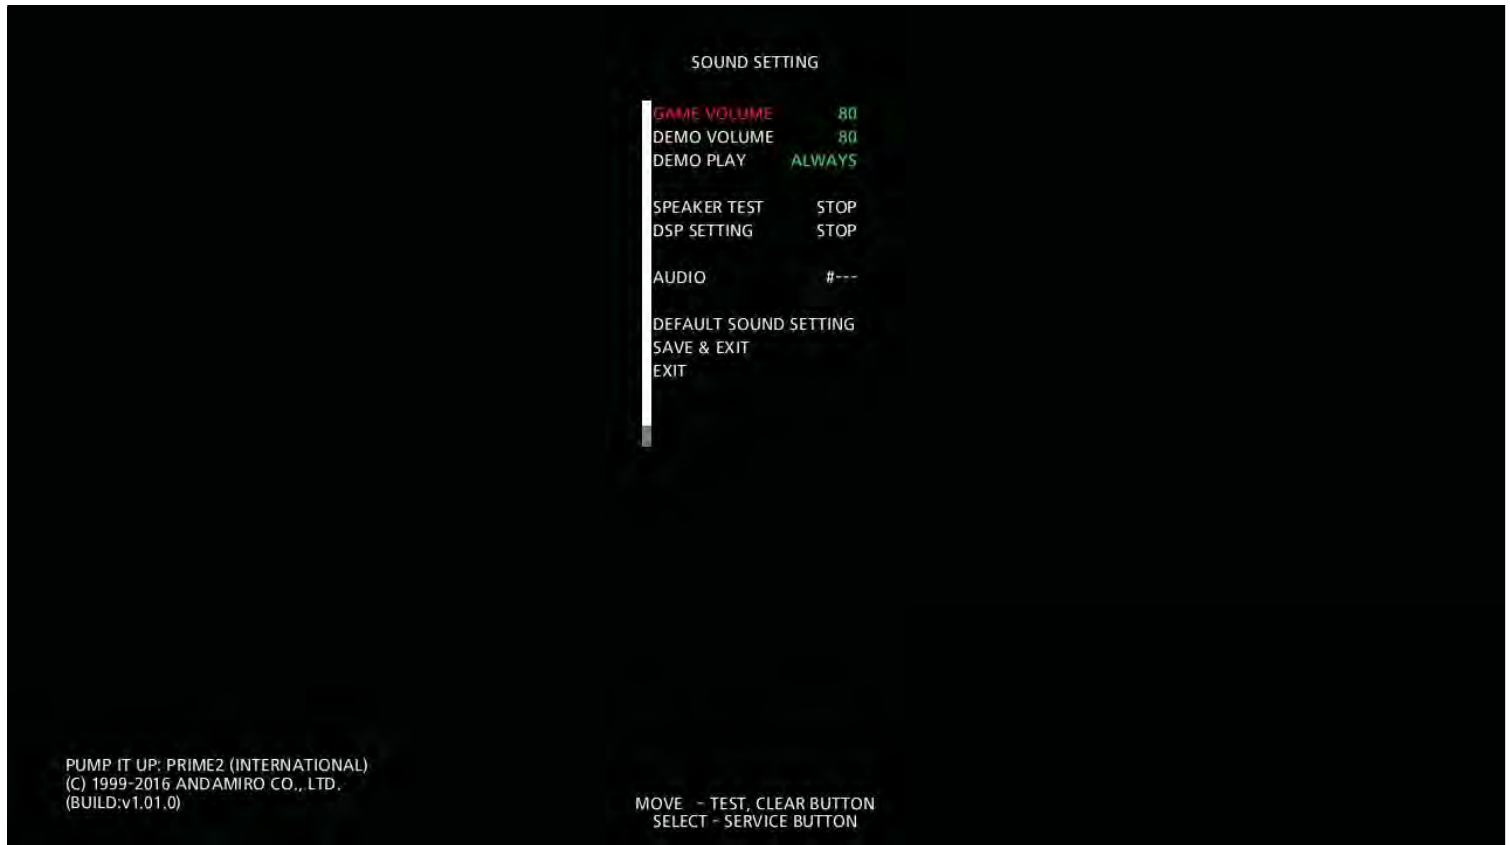 SOUND SETTING
GAME VOLUME 80
DEMO VOLUME 80
DEMO PLAY ALWAYS
SPEAKER TEST STOP
DSP SETTING STOP
AUDIO #---
DEFAULT SOUND SETTING
SAVE & EXIT
EXIT
PUMP IT UP: PRIME2 (INTERNATIONAL)
(C) 1999-2016 ANDAMIRO CO., LTD.
(BUILD:v1.01.0)
MOVE - TEST, CLEAR BUTTON
SELECT - SERVICE BUTTON